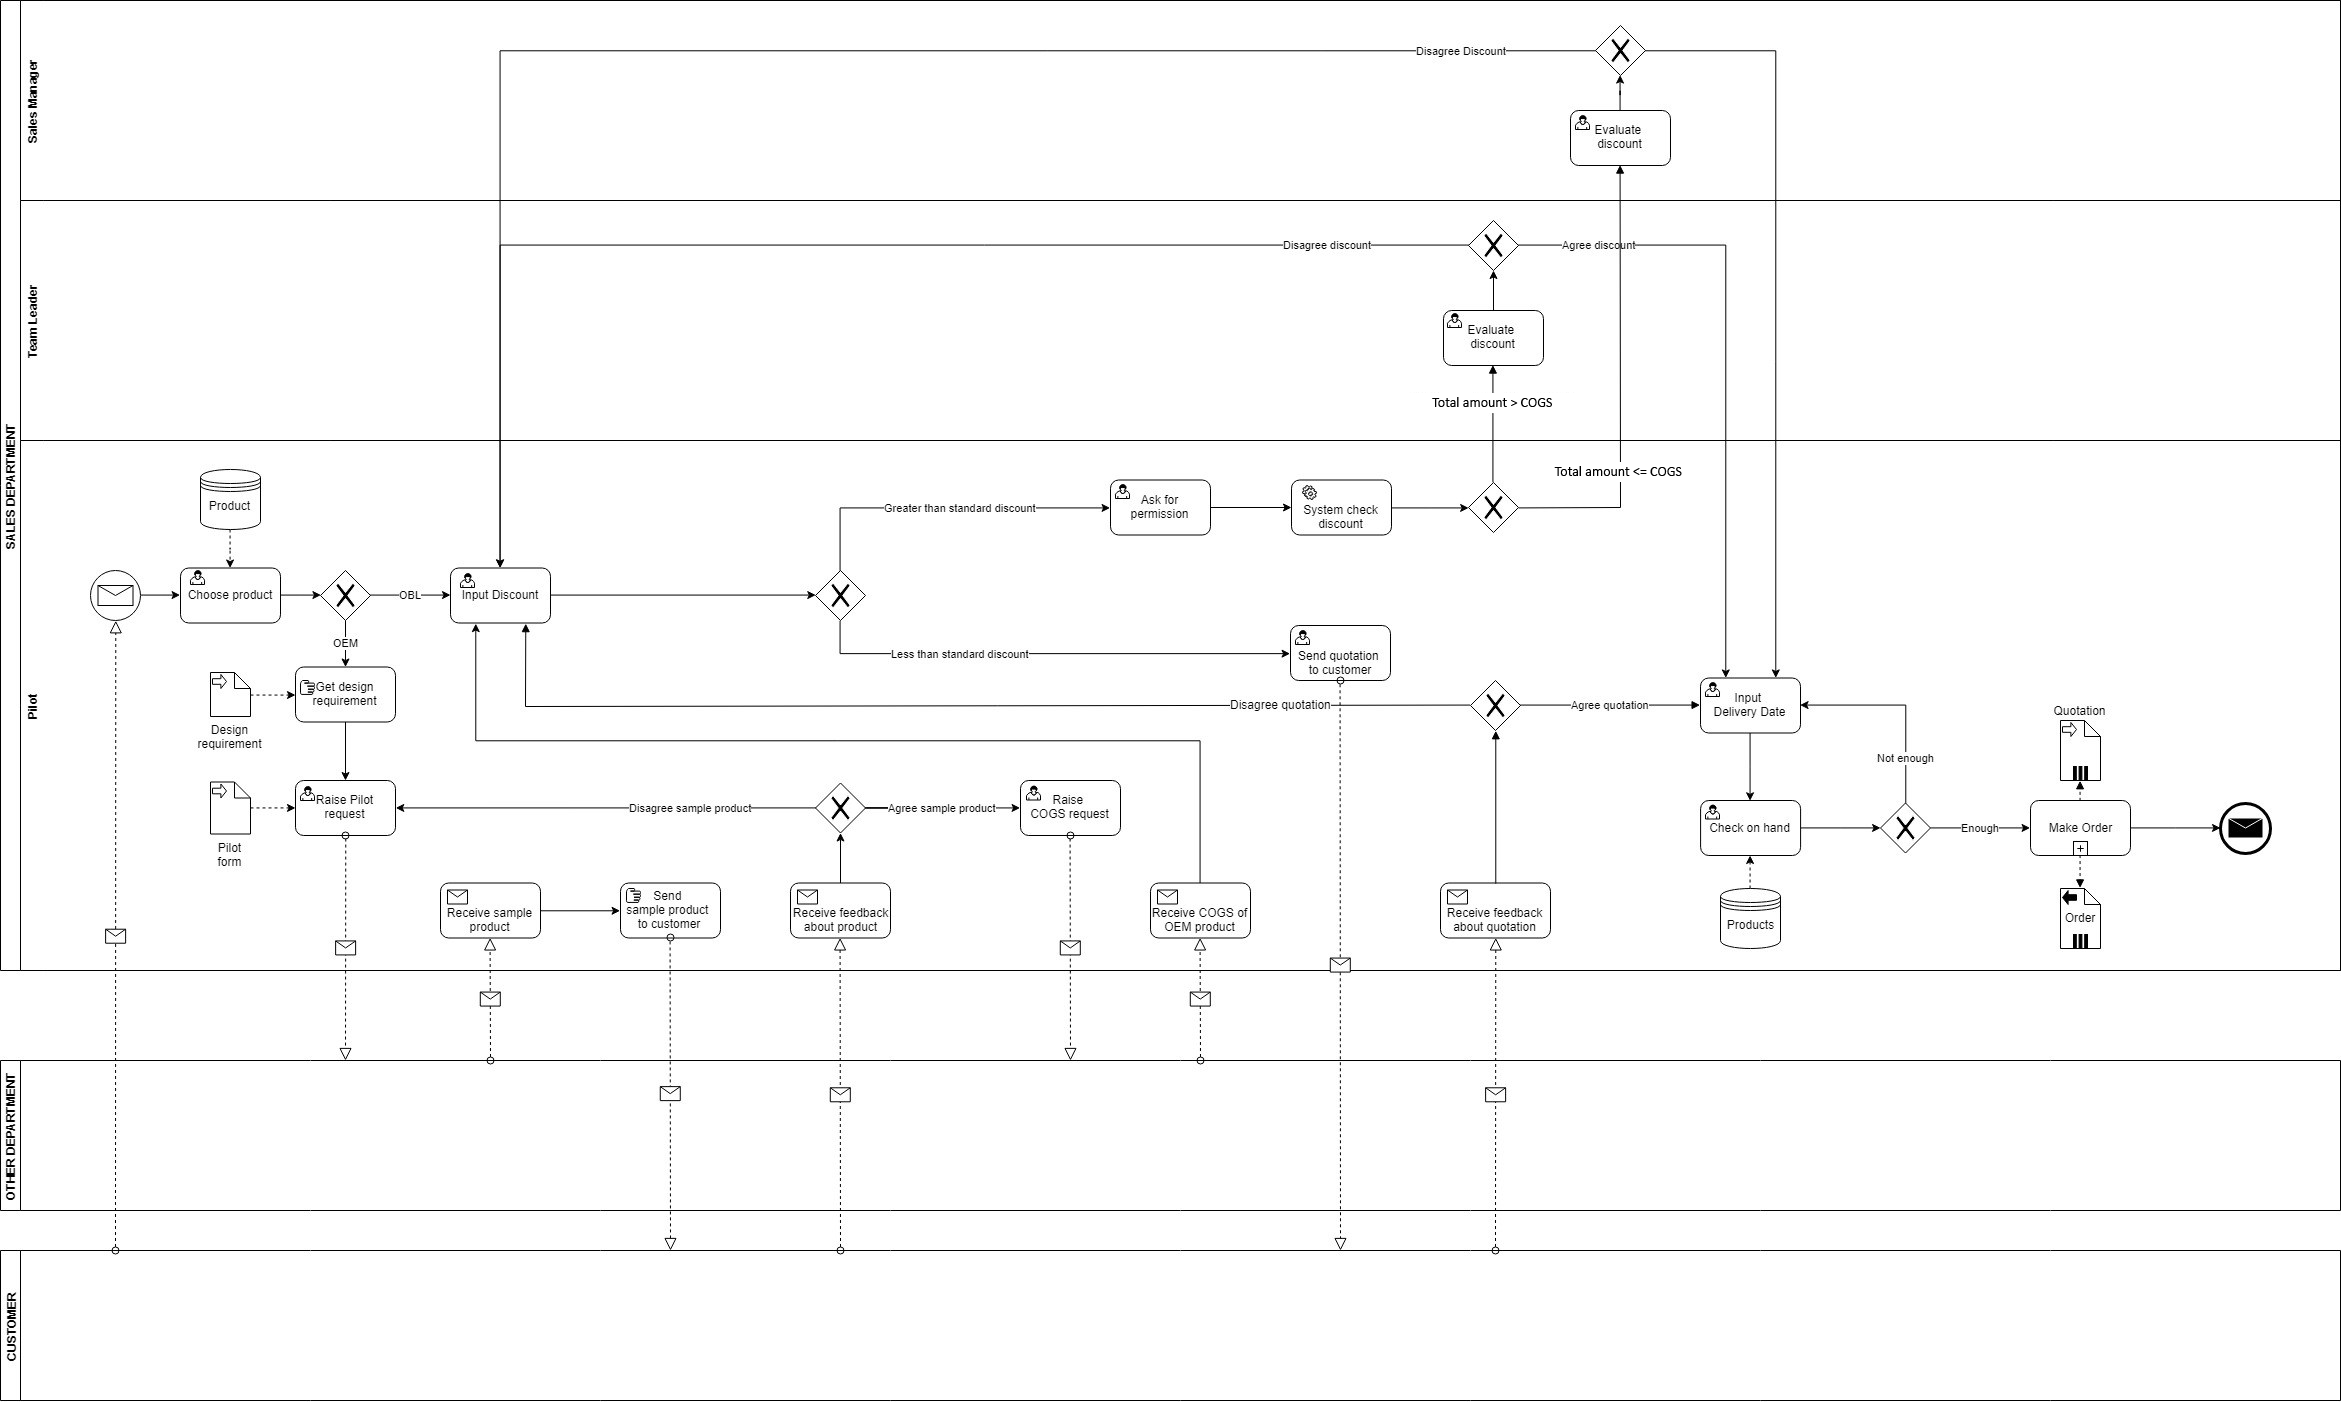 SALES DEPARTMENT
Sales Manager
Disagree Discount
Evaluate
discount
Team Leader
Disagree discount
Agree discount
Evaluate
discount
Total amount > COGS
Pilot
Total amount <= COGS
Product
Greater than standard discount
Ask for
permission
System check
discount
Choose product
OBL
Input Discount
OEM
Less than standard discount
Send quotation
to customer
Get design
requirement
Design
requirement
Disagree quotation
Agree quotation
Input
Delivery Date
Quotation
Not enough
Raise Pilot
request
Pilot
form
Disagree sample product
Agree sample product
Raise
COGS request
Check on hand
Enough
Make Order
Receive sample
product
Send
sample product
to customer
Receive feedback
about product
Receive COGS of
OEM product
Receive feedback
about quotation
Products
Order
OTHER DEPARTMENT
CUSTOMER